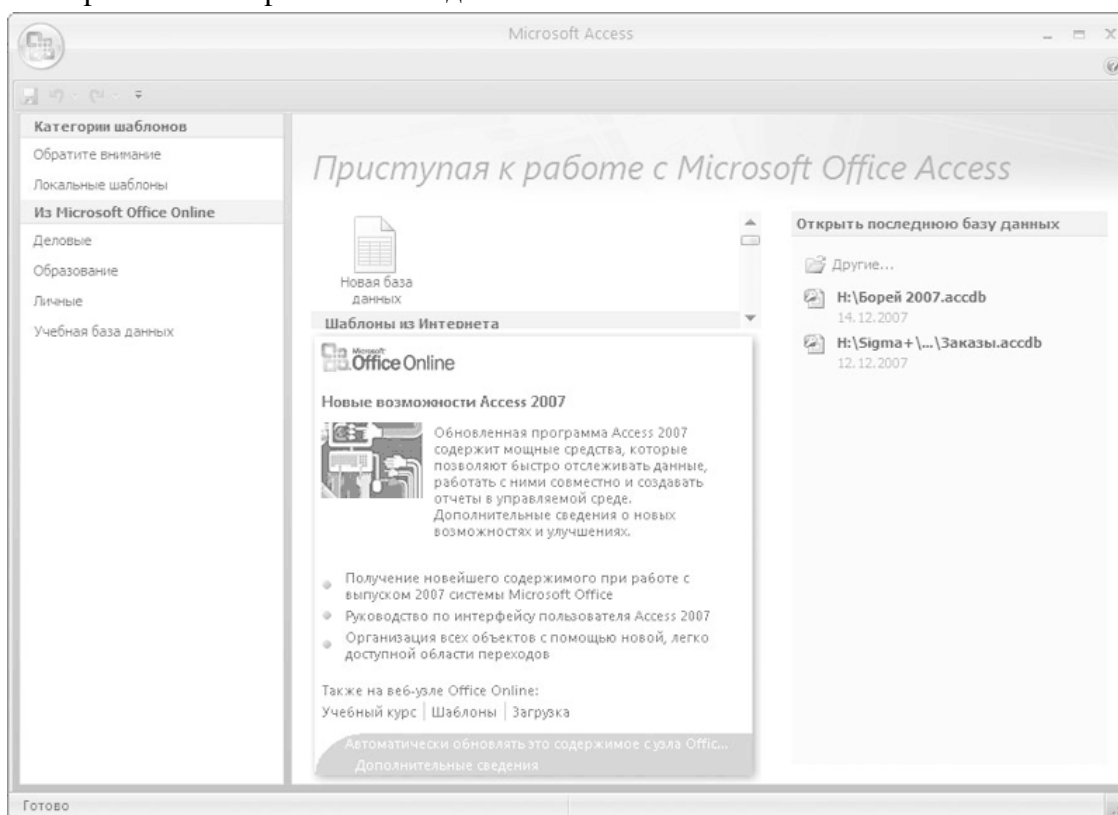 Microsoft Access
Категории шаблонов
Обратите внимание
Локальные шаблоны
Из Microsoft Office Online
Деловые
Образование
Личные
Учебная база данных
Приступая к работе с Microsoft Office Access
Новая база
данных
Шаблоны из Интернета
Microsoft
Office Online
Новые возможности Access 2007
Обновленная программа Access 2007
содержит мощные средства, которые
позволяют быстро отслеживать данные,
работать с ними совместно и создавать
отчеты в управляемой среде.
Дополнительные сведения о новых
возможностях и улучшениях.
Получение новейшего содержимого при работе с
выпуском 2007 системы Microsoft Office
Руководство по интерфейсу пользователя Access 2007
Организация всех объектов с помощью новой, легко
доступной области переходов
Также на веб-узле Office Online:
Учебный курс | Шаблоны | Загрузка
Автоматически обновлять это содержимое с узла Offic...
Дополнительные сведения
Открыть последнюю базу данных
Другие...
H:\Борей 2007.accdb
14.12.2007
H:\Sigma+\...\Заказы.accdb
12.12.2007
Готово